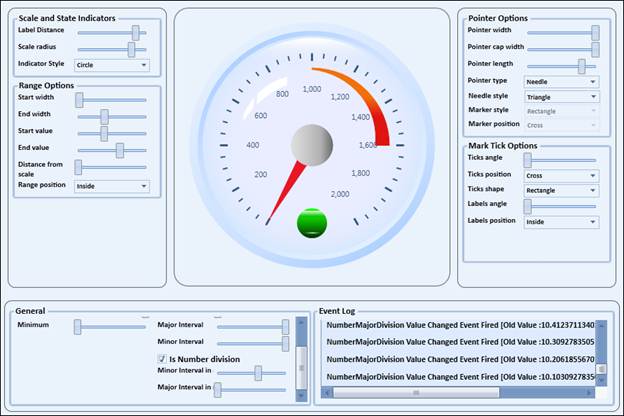 Scale and State Indicators
Label Distance
Scale radius
Indicator Style Circle
Range Options
Start width
End width
Start value
End value
Distance from
scale
Range position Inside
200
400
600
800
1,000
1,200
1,400
1,600
1,800
2,000
Pointer Options
Pointer width
Pointer cap width
Pointer length
Pointer type Needle
Needle style Triangle
Marker style Rectangle
Marker position Cross
Mark Tick Options
Ticks angle
Ticks position Cross
Ticks shape Rectangle
Labels angle
Labels position Inside
General
Minimum
Major Interval
Minor Interval
Is Number division
Minor Interval in
Major Interval in
Event Log
NumberMajorDivision Value Changed Event Fired [Old Value :10.4123711340
NumberMajorDivision Value Changed Event Fired [Old Value :10.3092783505
NumberMajorDivision Value Changed Event Fired [Old Value :10.2061855670
NumberMajorDivision Value Changed Event Fired [Old Value :10.1030927835